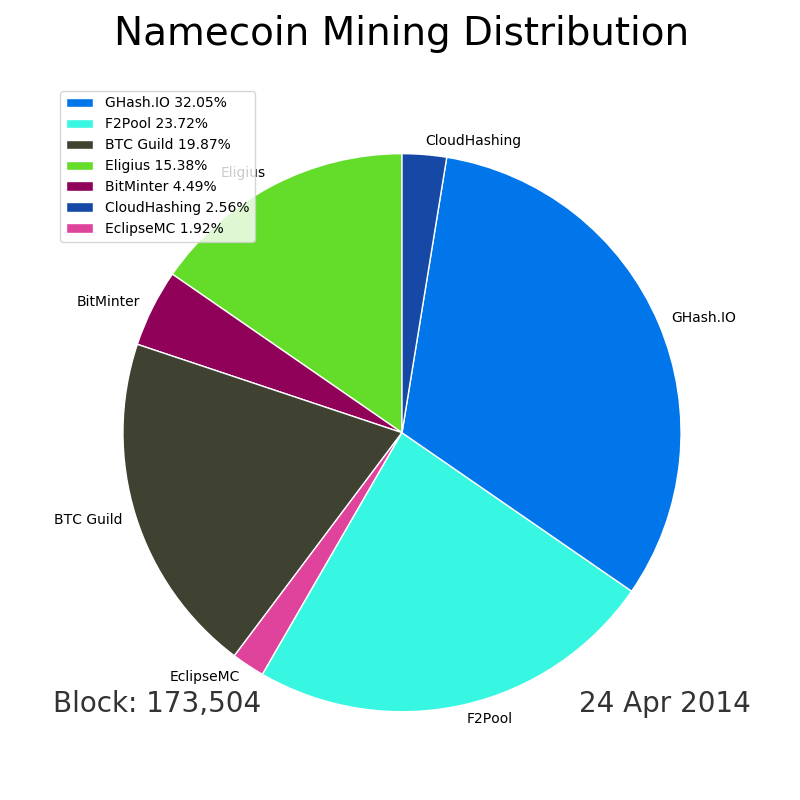 Namecoin Mining Distribution
GHash.IO 32.05%
F2Pool 23.72%
BTC Guild 19.87%
Eligius 15.38%
BitMinter 4.49%
CloudHashing 2.56%
EclipseMC 1.92%
CloudHashing
Eligius
BitMinter
GHash.IO
BTC Guild
EclipseMC
F2Pool
Block: 173,504
24 Apr 2014